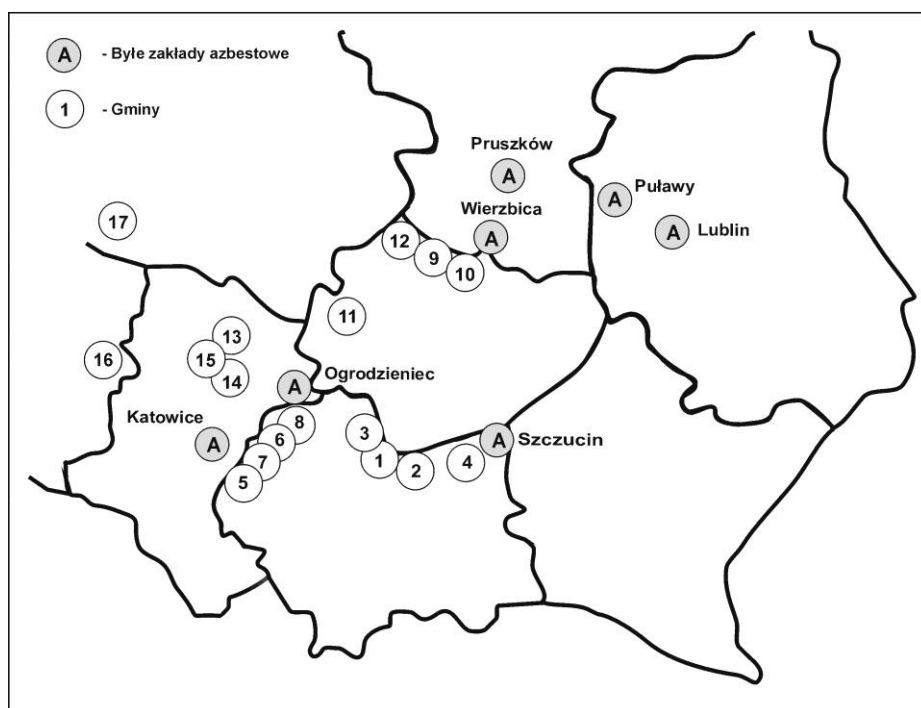 A - Byłe zakłady azbestowe
1 - Gminy
Pruszków
A
Puławy
A
Wierzbica
A
Lublin
A
17
12
9
10
11
13
15
16
14
Ogrodzieniec
A
Katowice
A
8
3
6
Szczucin
A
1
2
4
7
5